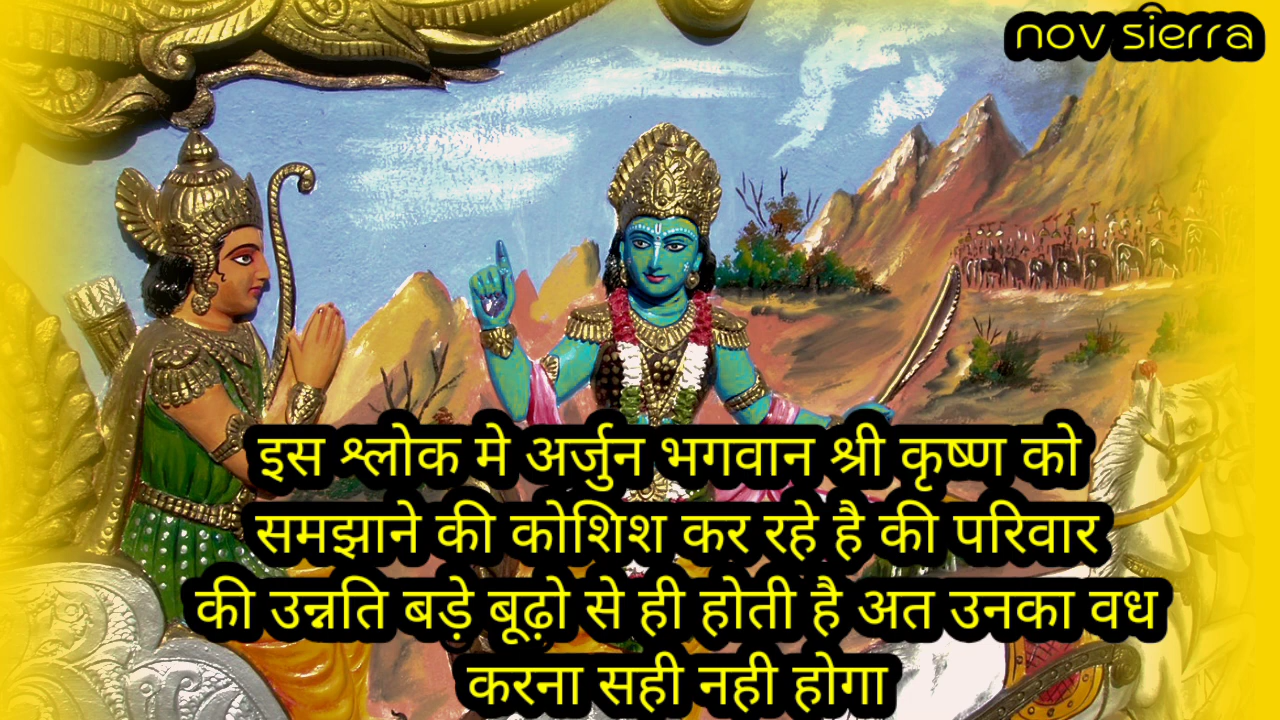 nov sierra
इस श्लोक मे अर्जुन भगवान श्री कृष्ण को
समझाने की कोशिश कर रहे है की परिवार
की उन्नति बड़े बूढ़ो से ही होती है अत उनका वध
करना सही नही होगा